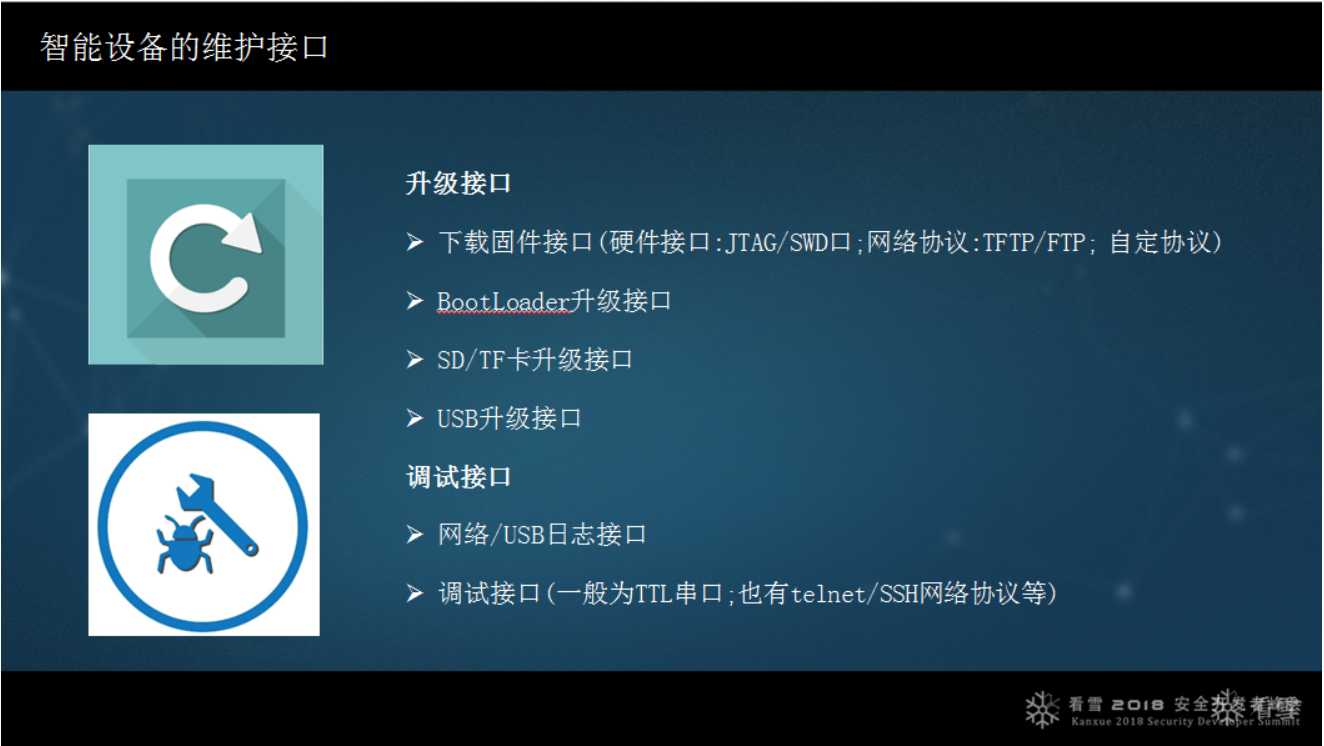 智能设备的维护接口
升级接口
➢ 下载固件接口(硬件接口:JTAG/SWD口;网络协议:TFTP/FTP; 自定协议)
➢ BootLoader升级接口
➢ SD/TF卡升级接口
➢ USB升级接口
调试接口
➢ 网络/USB日志接口
➢ 调试接口(一般为TTL串口;也有telnet/SSH网络协议等)
看雪 2018 安全开发者峰会
Kanxue 2018 Security Developer Summit
看雪